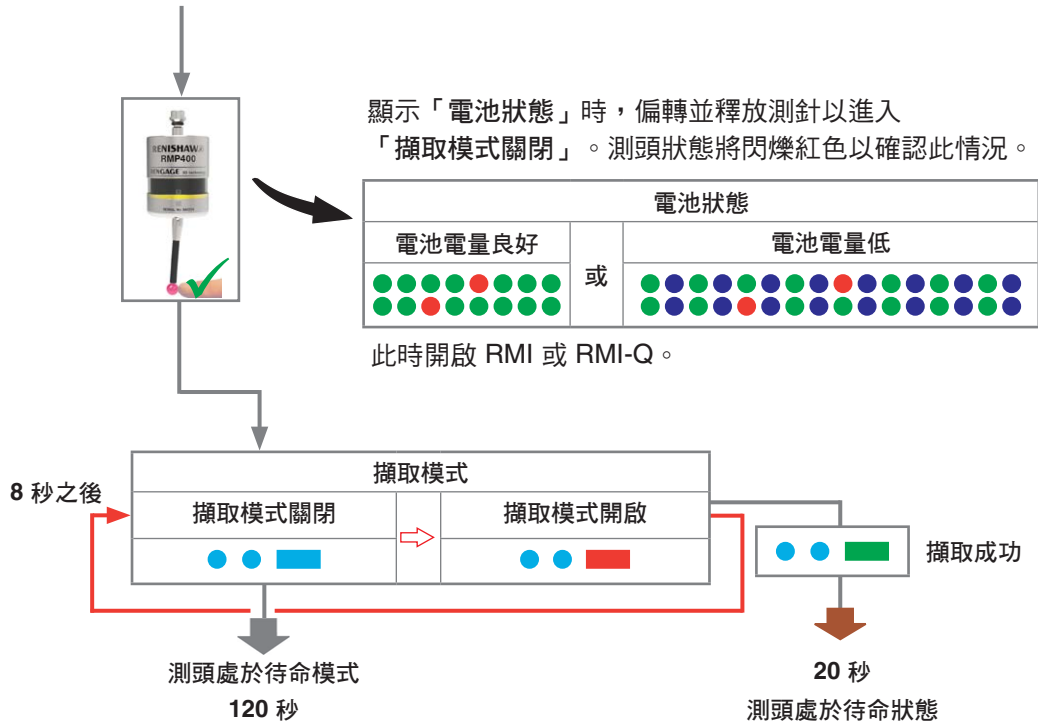 顯示「電池狀態」時，偏轉並釋放測針以進入
「擷取模式關閉」。測頭狀態將閃爍紅色以確認此情況。
RENISHAW
RMP400
電池狀態
電池電量良好
或
電池電量低
此時開啟 RMI 或 RMI-Q。
擷取模式
8 秒之後
擷取模式關閉
擷取模式開啟
擷取成功
測頭處於待命模式
120 秒
20 秒
測頭處於待命狀態